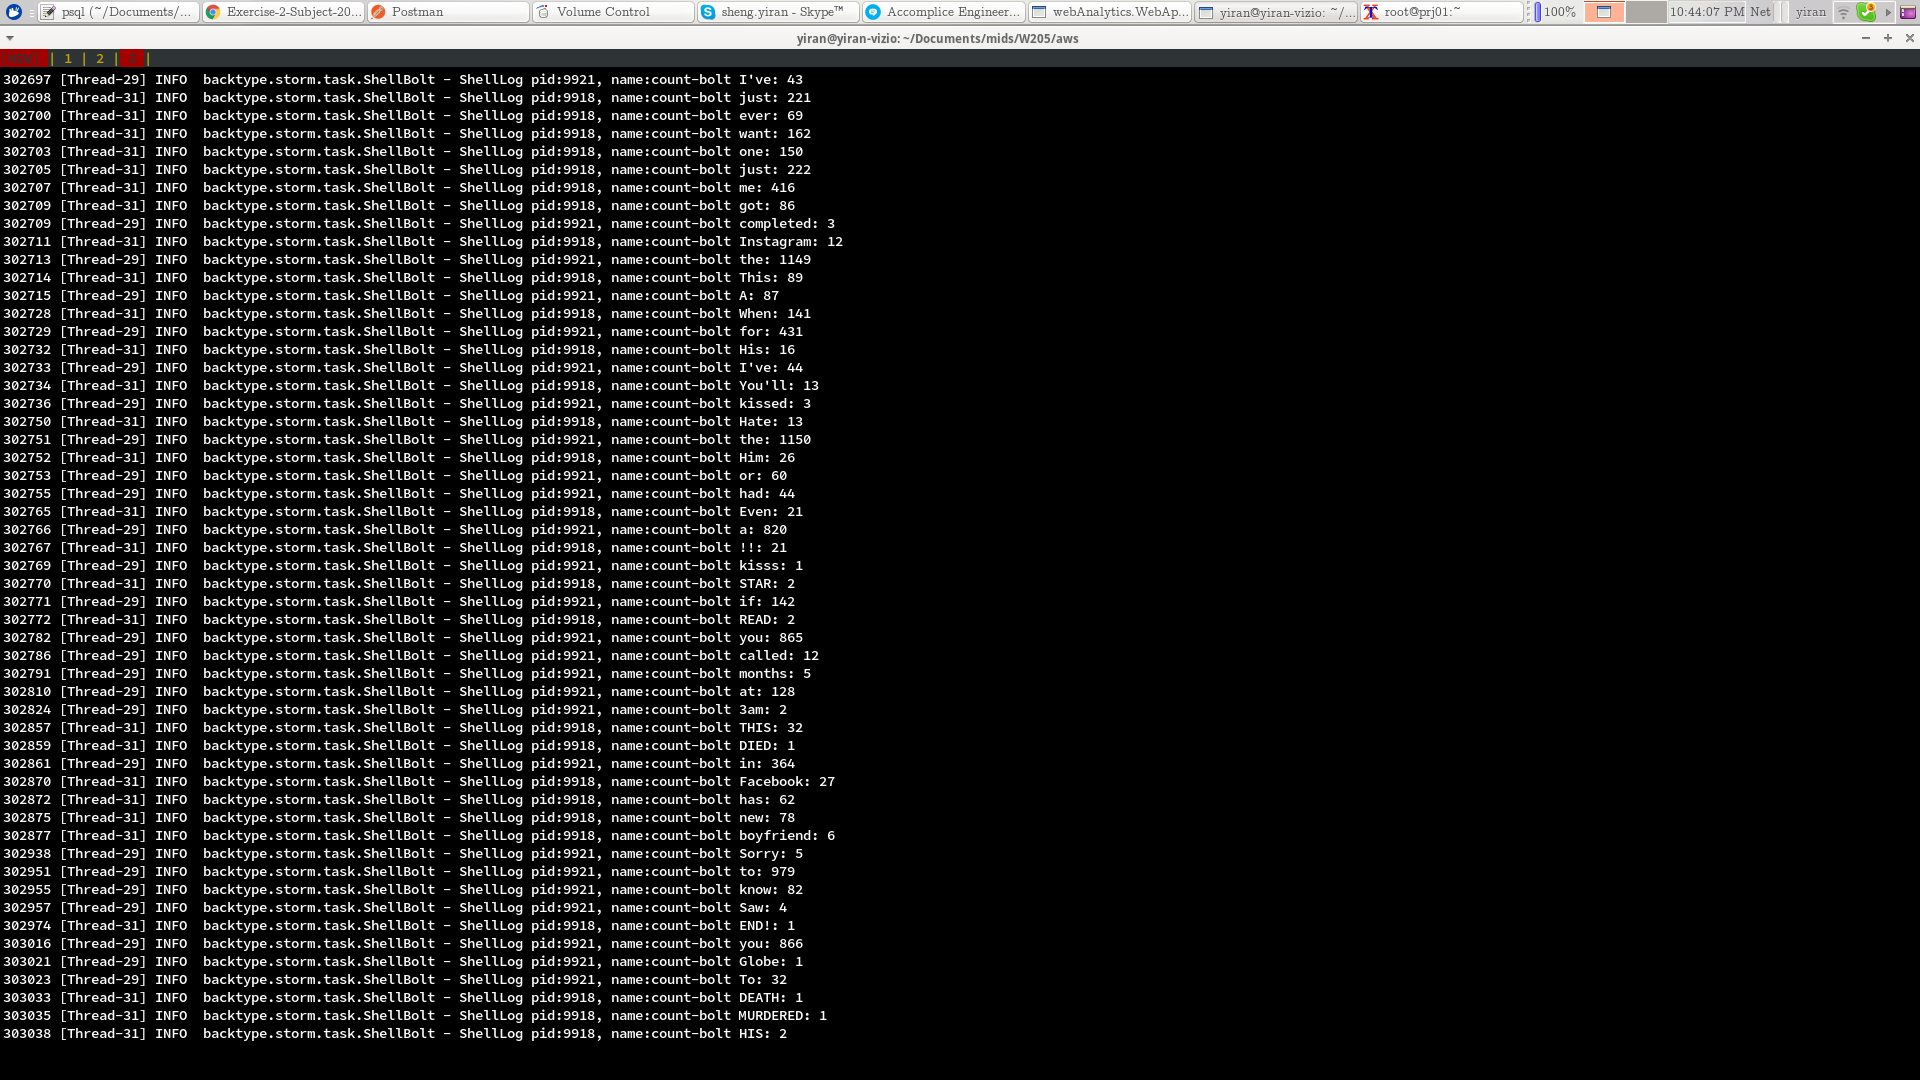 psql (~/Documents/... Exercise-2-Subject-20... Postman Volume Control sheng.yiran - Skype™ Accomplice Engineer... webAnalytics.WebAp... yiran@yiran-vizio: ~/... root@prj01:~ 100% 10:44:07 PM Net yiran
yiran@yiran-vizio: ~/Documents/mids/W205/aws
| 1 | 2 | |
302697 [Thread-29] INFO  backtype.storm.task.ShellBolt - ShellLog pid:9921, name:count-bolt I've: 43
302698 [Thread-31] INFO  backtype.storm.task.ShellBolt - ShellLog pid:9918, name:count-bolt just: 221
302700 [Thread-31] INFO  backtype.storm.task.ShellBolt - ShellLog pid:9918, name:count-bolt ever: 69
302702 [Thread-31] INFO  backtype.storm.task.ShellBolt - ShellLog pid:9918, name:count-bolt want: 162
302703 [Thread-31] INFO  backtype.storm.task.ShellBolt - ShellLog pid:9918, name:count-bolt one: 150
302705 [Thread-31] INFO  backtype.storm.task.ShellBolt - ShellLog pid:9918, name:count-bolt just: 222
302707 [Thread-31] INFO  backtype.storm.task.ShellBolt - ShellLog pid:9918, name:count-bolt me: 416
302709 [Thread-31] INFO  backtype.storm.task.ShellBolt - ShellLog pid:9918, name:count-bolt got: 86
302709 [Thread-29] INFO  backtype.storm.task.ShellBolt - ShellLog pid:9921, name:count-bolt completed: 3
302711 [Thread-31] INFO  backtype.storm.task.ShellBolt - ShellLog pid:9918, name:count-bolt Instagram: 12
302713 [Thread-29] INFO  backtype.storm.task.ShellBolt - ShellLog pid:9921, name:count-bolt the: 1149
302714 [Thread-31] INFO  backtype.storm.task.ShellBolt - ShellLog pid:9918, name:count-bolt This: 89
302715 [Thread-29] INFO  backtype.storm.task.ShellBolt - ShellLog pid:9921, name:count-bolt A: 87
302728 [Thread-31] INFO  backtype.storm.task.ShellBolt - ShellLog pid:9918, name:count-bolt When: 141
302729 [Thread-29] INFO  backtype.storm.task.ShellBolt - ShellLog pid:9921, name:count-bolt for: 431
302732 [Thread-31] INFO  backtype.storm.task.ShellBolt - ShellLog pid:9918, name:count-bolt His: 16
302733 [Thread-29] INFO  backtype.storm.task.ShellBolt - ShellLog pid:9921, name:count-bolt I've: 44
302734 [Thread-31] INFO  backtype.storm.task.ShellBolt - ShellLog pid:9918, name:count-bolt You'll: 13
302736 [Thread-29] INFO  backtype.storm.task.ShellBolt - ShellLog pid:9921, name:count-bolt kissed: 3
302750 [Thread-31] INFO  backtype.storm.task.ShellBolt - ShellLog pid:9918, name:count-bolt Hate: 13
302751 [Thread-29] INFO  backtype.storm.task.ShellBolt - ShellLog pid:9921, name:count-bolt the: 1150
302752 [Thread-31] INFO  backtype.storm.task.ShellBolt - ShellLog pid:9918, name:count-bolt Him: 26
302753 [Thread-29] INFO  backtype.storm.task.ShellBolt - ShellLog pid:9921, name:count-bolt or: 60
302755 [Thread-29] INFO  backtype.storm.task.ShellBolt - ShellLog pid:9921, name:count-bolt had: 44
302765 [Thread-31] INFO  backtype.storm.task.ShellBolt - ShellLog pid:9918, name:count-bolt Even: 21
302766 [Thread-29] INFO  backtype.storm.task.ShellBolt - ShellLog pid:9921, name:count-bolt a: 820
302767 [Thread-31] INFO  backtype.storm.task.ShellBolt - ShellLog pid:9918, name:count-bolt !!: 21
302769 [Thread-29] INFO  backtype.storm.task.ShellBolt - ShellLog pid:9921, name:count-bolt kisss: 1
302770 [Thread-31] INFO  backtype.storm.task.ShellBolt - ShellLog pid:9918, name:count-bolt STAR: 2
302771 [Thread-29] INFO  backtype.storm.task.ShellBolt - ShellLog pid:9921, name:count-bolt if: 142
302772 [Thread-31] INFO  backtype.storm.task.ShellBolt - ShellLog pid:9918, name:count-bolt READ: 2
302782 [Thread-29] INFO  backtype.storm.task.ShellBolt - ShellLog pid:9921, name:count-bolt you: 865
302786 [Thread-29] INFO  backtype.storm.task.ShellBolt - ShellLog pid:9921, name:count-bolt called: 12
302791 [Thread-29] INFO  backtype.storm.task.ShellBolt - ShellLog pid:9921, name:count-bolt months: 5
302810 [Thread-29] INFO  backtype.storm.task.ShellBolt - ShellLog pid:9921, name:count-bolt at: 128
302824 [Thread-29] INFO  backtype.storm.task.ShellBolt - ShellLog pid:9921, name:count-bolt 3am: 2
302857 [Thread-31] INFO  backtype.storm.task.ShellBolt - ShellLog pid:9918, name:count-bolt THIS: 32
302859 [Thread-31] INFO  backtype.storm.task.ShellBolt - ShellLog pid:9918, name:count-bolt DIED: 1
302861 [Thread-29] INFO  backtype.storm.task.ShellBolt - ShellLog pid:9921, name:count-bolt in: 364
302870 [Thread-31] INFO  backtype.storm.task.ShellBolt - ShellLog pid:9918, name:count-bolt Facebook: 27
302872 [Thread-31] INFO  backtype.storm.task.ShellBolt - ShellLog pid:9918, name:count-bolt has: 62
302875 [Thread-31] INFO  backtype.storm.task.ShellBolt - ShellLog pid:9918, name:count-bolt new: 78
302877 [Thread-31] INFO  backtype.storm.task.ShellBolt - ShellLog pid:9918, name:count-bolt boyfriend: 6
302938 [Thread-29] INFO  backtype.storm.task.ShellBolt - ShellLog pid:9921, name:count-bolt Sorry: 5
302951 [Thread-29] INFO  backtype.storm.task.ShellBolt - ShellLog pid:9921, name:count-bolt to: 979
302955 [Thread-29] INFO  backtype.storm.task.ShellBolt - ShellLog pid:9921, name:count-bolt know: 82
302957 [Thread-29] INFO  backtype.storm.task.ShellBolt - ShellLog pid:9921, name:count-bolt Saw: 4
302974 [Thread-31] INFO  backtype.storm.task.ShellBolt - ShellLog pid:9918, name:count-bolt END!: 1
303016 [Thread-29] INFO  backtype.storm.task.ShellBolt - ShellLog pid:9921, name:count-bolt you: 866
303021 [Thread-29] INFO  backtype.storm.task.ShellBolt - ShellLog pid:9921, name:count-bolt Globe: 1
303023 [Thread-29] INFO  backtype.storm.task.ShellBolt - ShellLog pid:9921, name:count-bolt To: 32
303033 [Thread-31] INFO  backtype.storm.task.ShellBolt - ShellLog pid:9918, name:count-bolt DEATH: 1
303035 [Thread-31] INFO  backtype.storm.task.ShellBolt - ShellLog pid:9918, name:count-bolt MURDERED: 1
303038 [Thread-31] INFO  backtype.storm.task.ShellBolt - ShellLog pid:9918, name:count-bolt HIS: 2